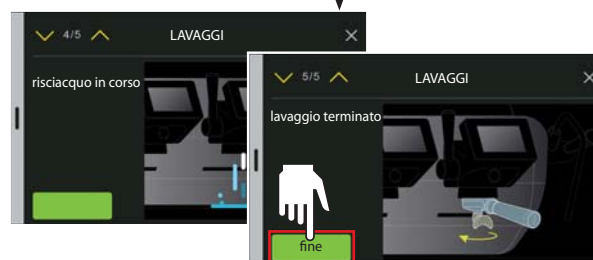 4/5 LAVAGGI
risciacquo in corso
5/5 LAVAGGI
lavaggio terminato
fine